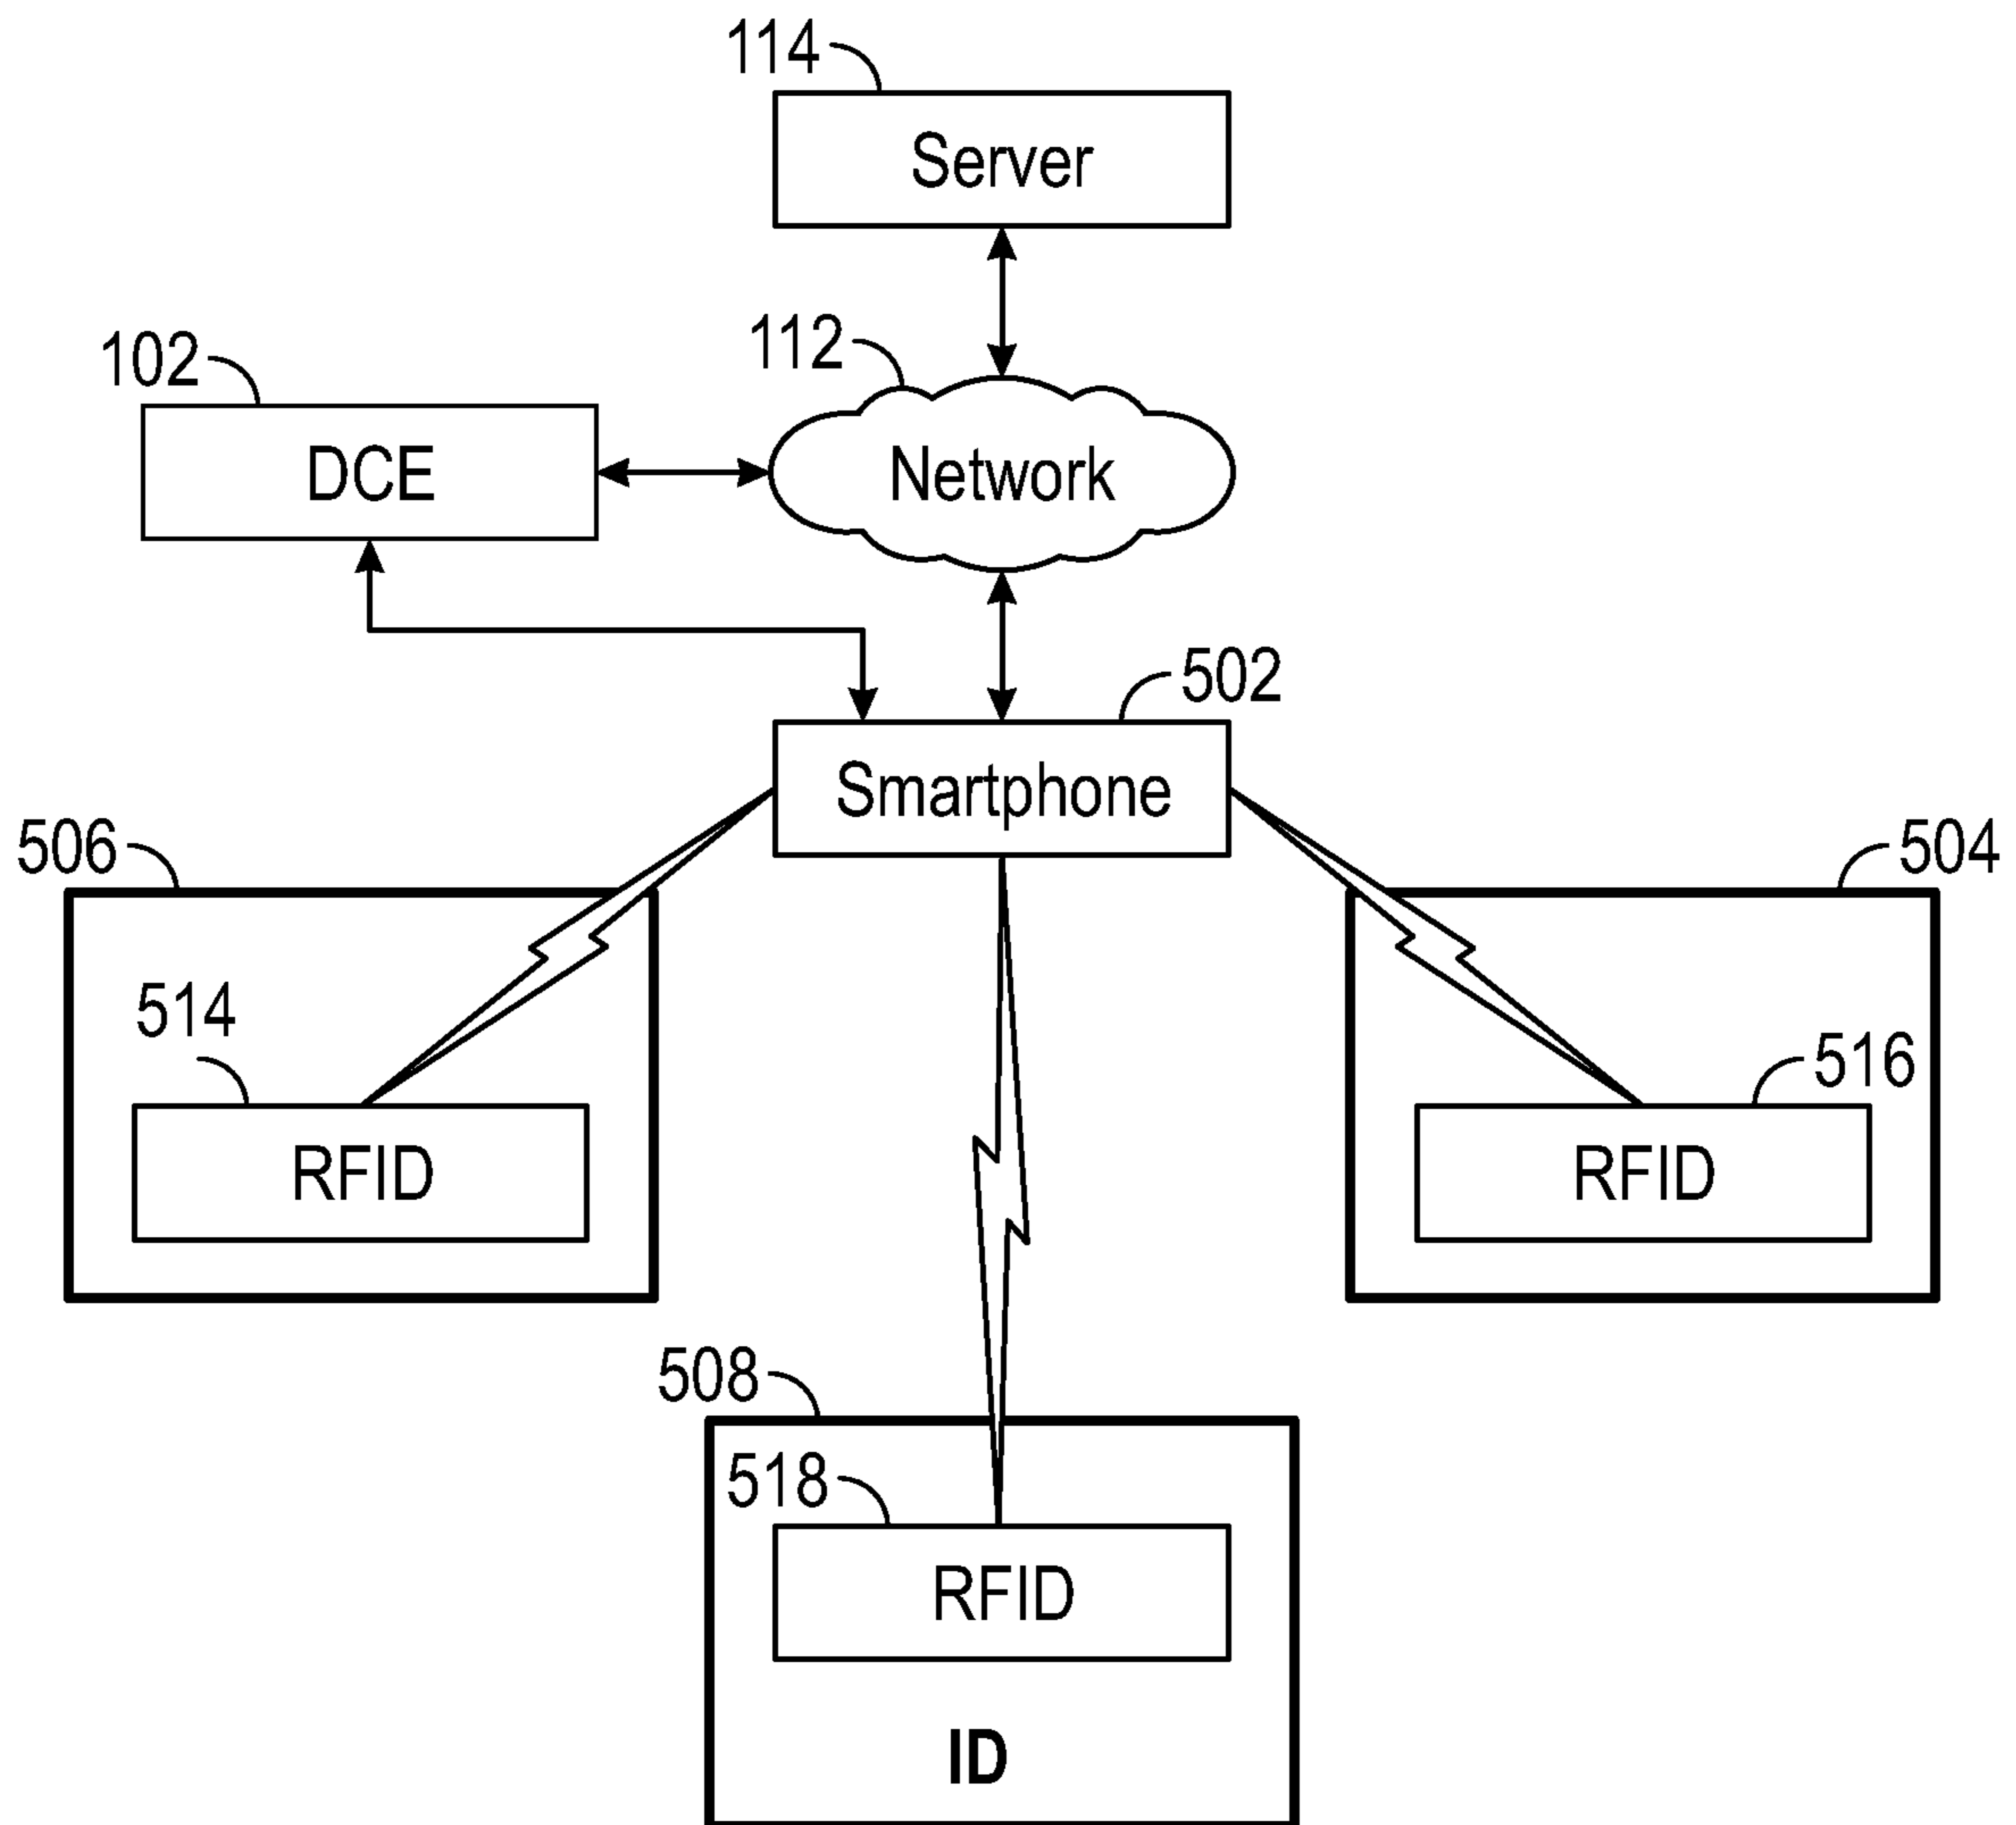 114
Server
112
102
DCE
Network
502
Smartphone
506
504
514
516
RFID
RFID
508
518
RFID
ID